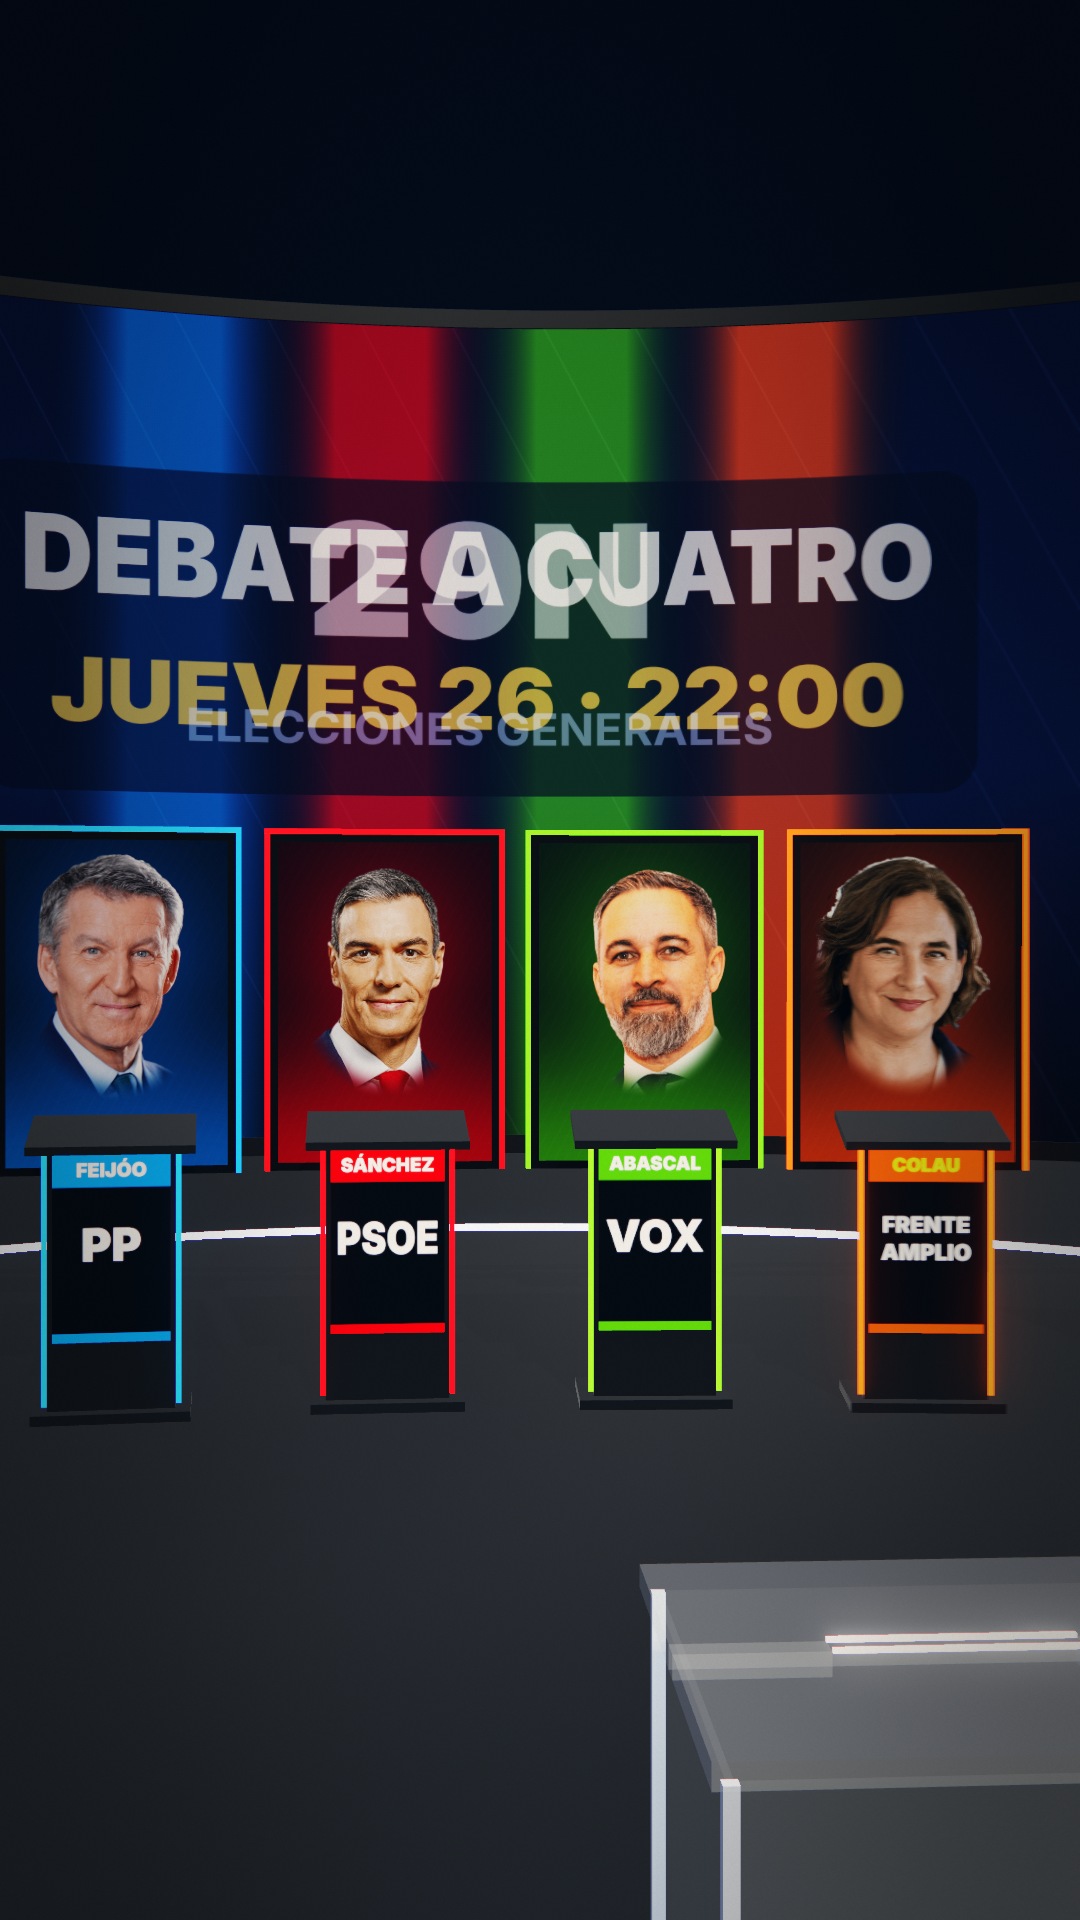 DEBATE A CUATRO
29N
JUEVES 26 · 22:00
ELECCIONES GENERALES
FEIJÓO
PP
SÁNCHEZ
PSOE
ABASCAL
VOX
COLAU
FRENTE
AMPLIO